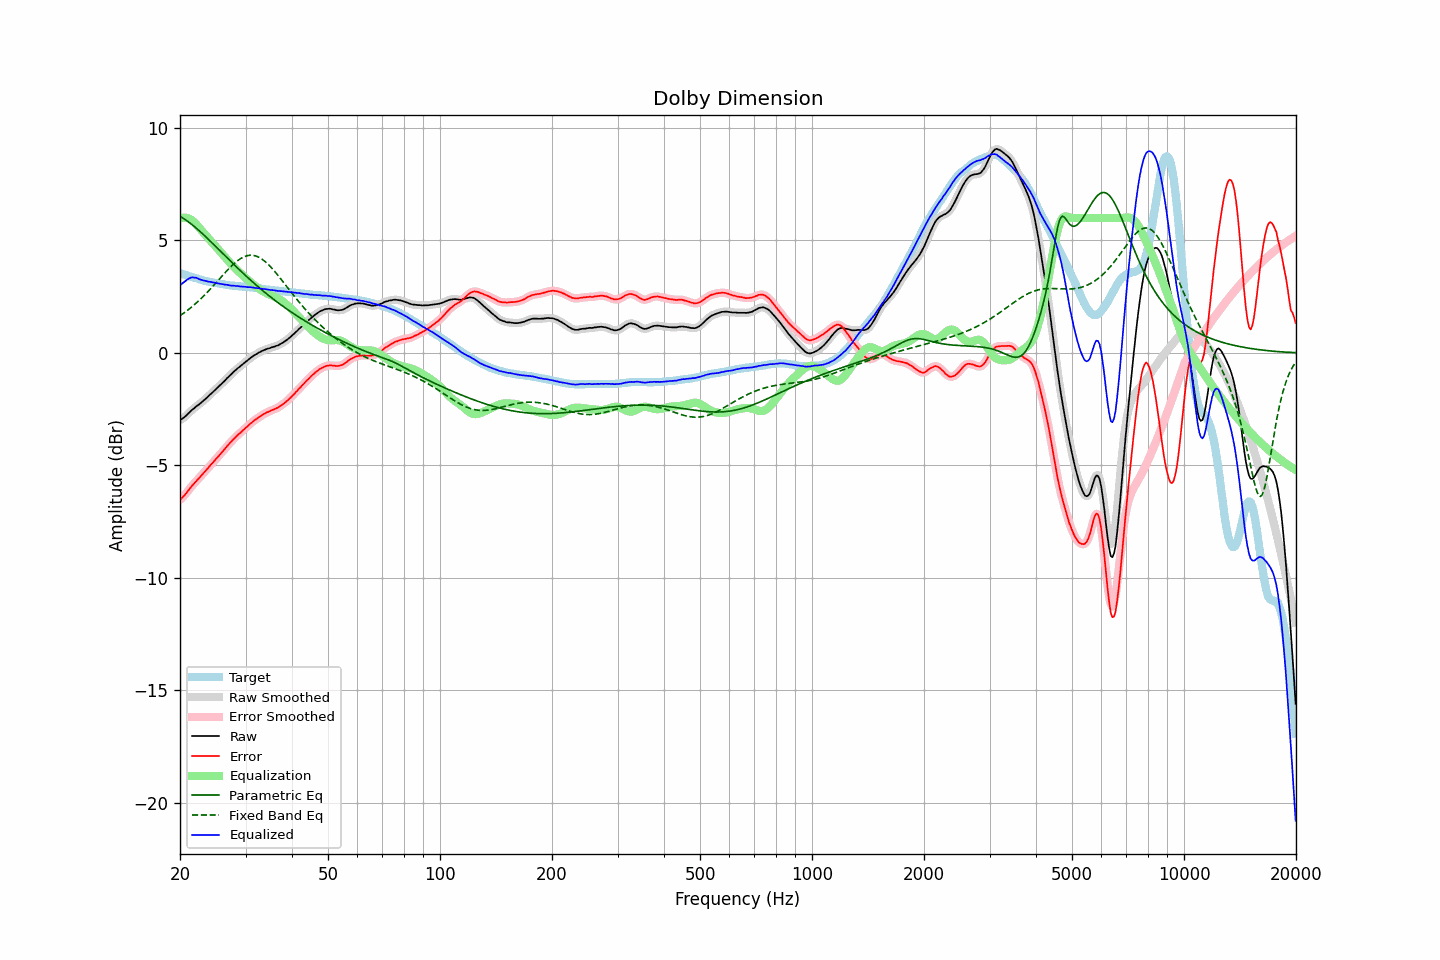 Dolby Dimension
10
5
0
−5
−10
−15
−20
Amplitude (dBr)
Target
Raw Smoothed
Error Smoothed
Raw
Error
Equalization
Parametric Eq
Fixed Band Eq
Equalized
20
50
100
200
500
1000
2000
5000
10000
20000
Frequency (Hz)